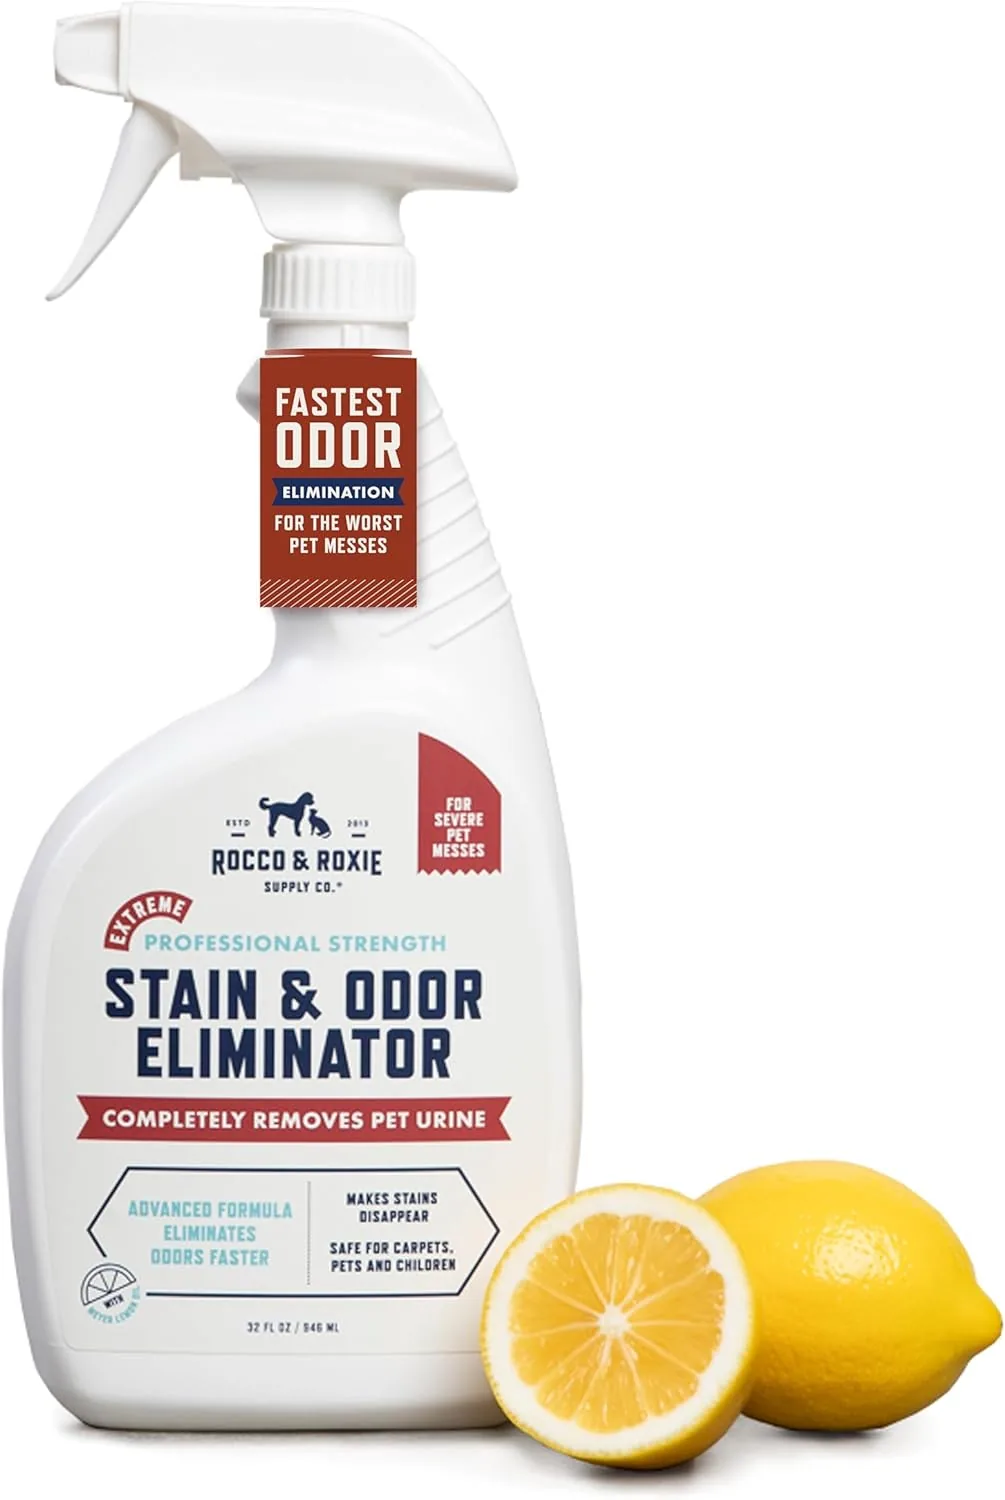 FASTEST
ODOR
ELIMINATION
FOR THE WORST
PET MESSES
FOR
SEVERE
PET
MESSES
ESTD 2013
ROCCO & ROXIE
SUPPLY CO.®
EXTREME
PROFESSIONAL STRENGTH
STAIN & ODOR
ELIMINATOR
COMPLETELY REMOVES PET URINE
ADVANCED FORMULA
ELIMINATES
ODORS FASTER
MAKES STAINS
DISAPPEAR
SAFE FOR CARPETS,
PETS AND CHILDREN
WITH
MEYER LEMON OIL
32 FL OZ / 946 ML